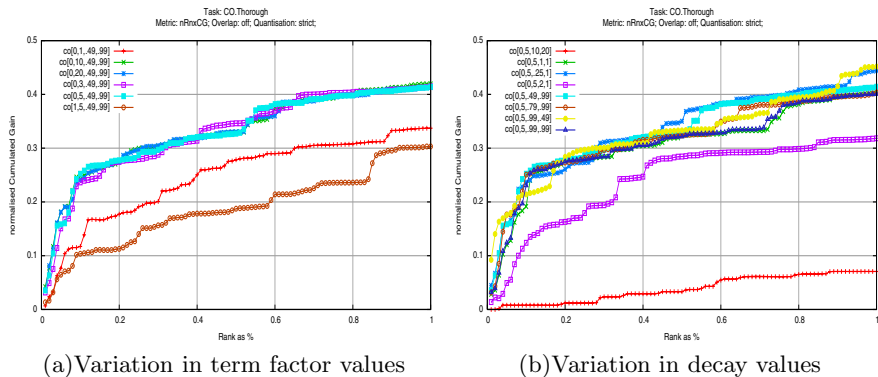 Task: CO.Thorough
Metric: nRnxCG; Overlap: off; Quantisation: strict;
normalised Cumulated Gain
0.5
0.4
0.3
0.2
0.1
0
co[0,1,.49,.99]
co[0,10,.49,.99]
co[0,20,.49,.99]
co[0,3,.49,.99]
co[0,5,.49,.99]
co[1,5,.49,.99]
0 0.2 0.4 0.6 0.8 1
Rank as %
(a)Variation in term factor values
Task: CO.Thorough
Metric: nRnxCG; Overlap: off; Quantisation: strict;
normalised Cumulated Gain
0.5
0.4
0.3
0.2
0.1
0
co[0,5,10,20]
co[0,5,1,1]
co[0,5,.25,1]
co[0,5,2,1]
co[0,5,.49,.99]
co[0,5,.79,.99]
co[0,5,.99,.49]
co[0,5,.99,.99]
0 0.2 0.4 0.6 0.8 1
Rank as %
(b)Variation in decay values